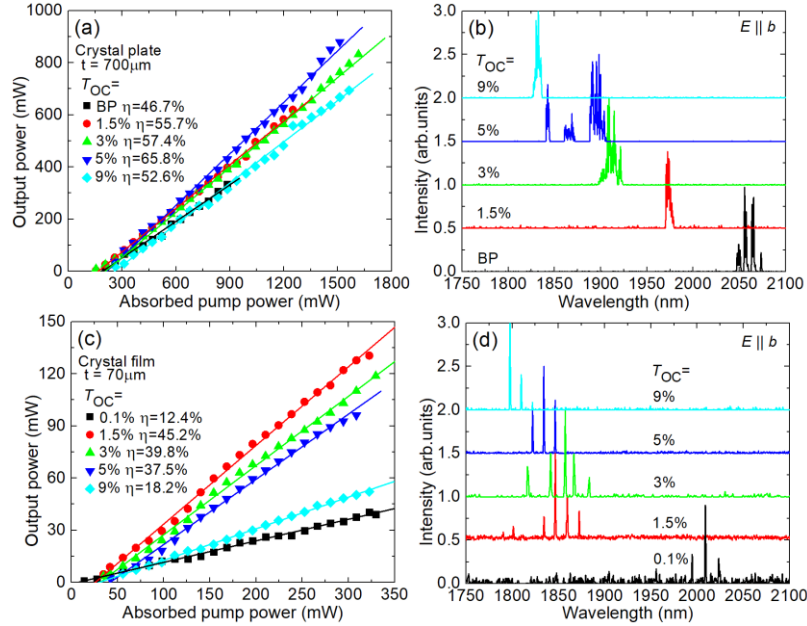 (a)
Crystal plate
t = 700μm
T_OC=
BP η=46.7%
1.5% η=55.7%
3% η=57.4%
5% η=65.8%
9% η=52.6%
1000
800
600
400
200
0
Output power (mW)
0 300 600 900 1200 1500 1800
Absorbed pump power (mW)
(b)
E || b
T_OC=
9%
5%
3%
1.5%
BP
3.0
2.5
2.0
1.5
1.0
0.5
0.0
Intensity (arb.units)
1750 1800 1850 1900 1950 2000 2050 2100
Wavelength (nm)
(c)
Crystal film
t = 70μm
T_OC=
0.1% η=12.4%
1.5% η=45.2%
3% η=39.8%
5% η=37.5%
9% η=18.2%
150
120
90
60
30
0
Output power (mW)
0 50 100 150 200 250 300 350
Absorbed pump power (mW)
(d)
E || b
T_OC=
9%
5%
3%
1.5%
0.1%
3.0
2.5
2.0
1.5
1.0
0.5
0.0
Intensity (arb.units)
1750 1800 1850 1900 1950 2000 2050 2100
Wavelength (nm)